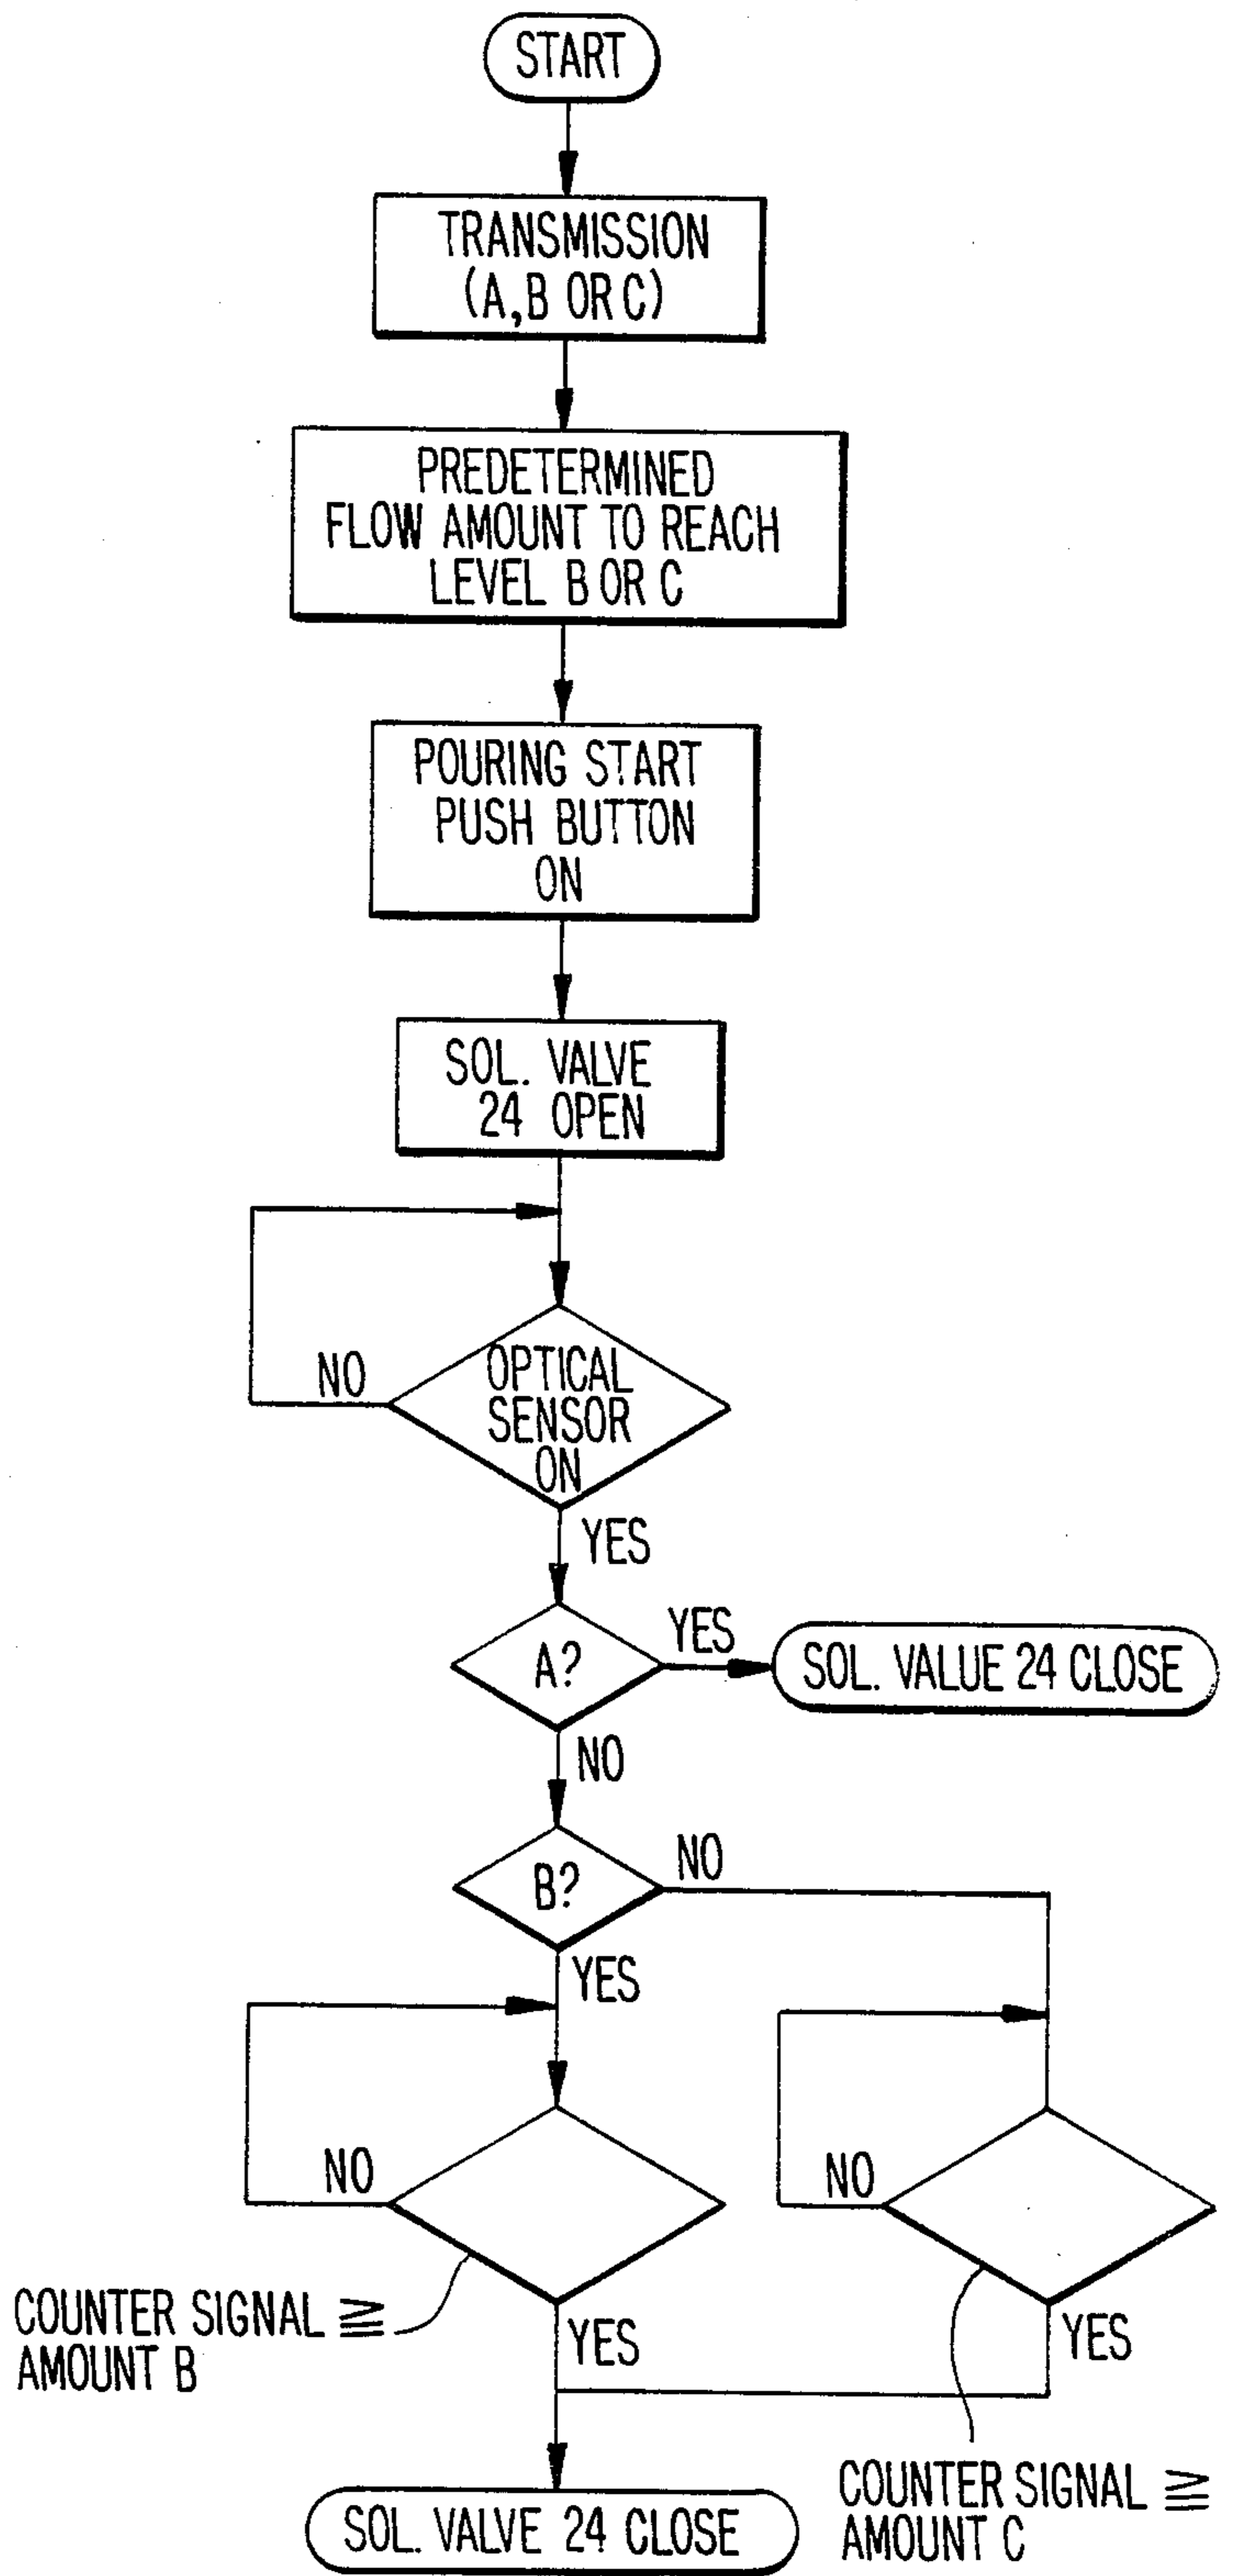 START
TRANSMISSION
(A,B OR C)
PREDETERMINED
FLOW AMOUNT TO REACH
LEVEL B OR C
POURING START
PUSH BUTTON
ON
SOL. VALVE
24 OPEN
NO
OPTICAL
SENSOR
ON
YES
A?
YES
SOL. VALUE 24 CLOSE
NO
B?
NO
YES
NO
NO
COUNTER SIGNAL ≧
AMOUNT B
YES
YES
COUNTER SIGNAL ≧
AMOUNT C
SOL. VALVE 24 CLOSE